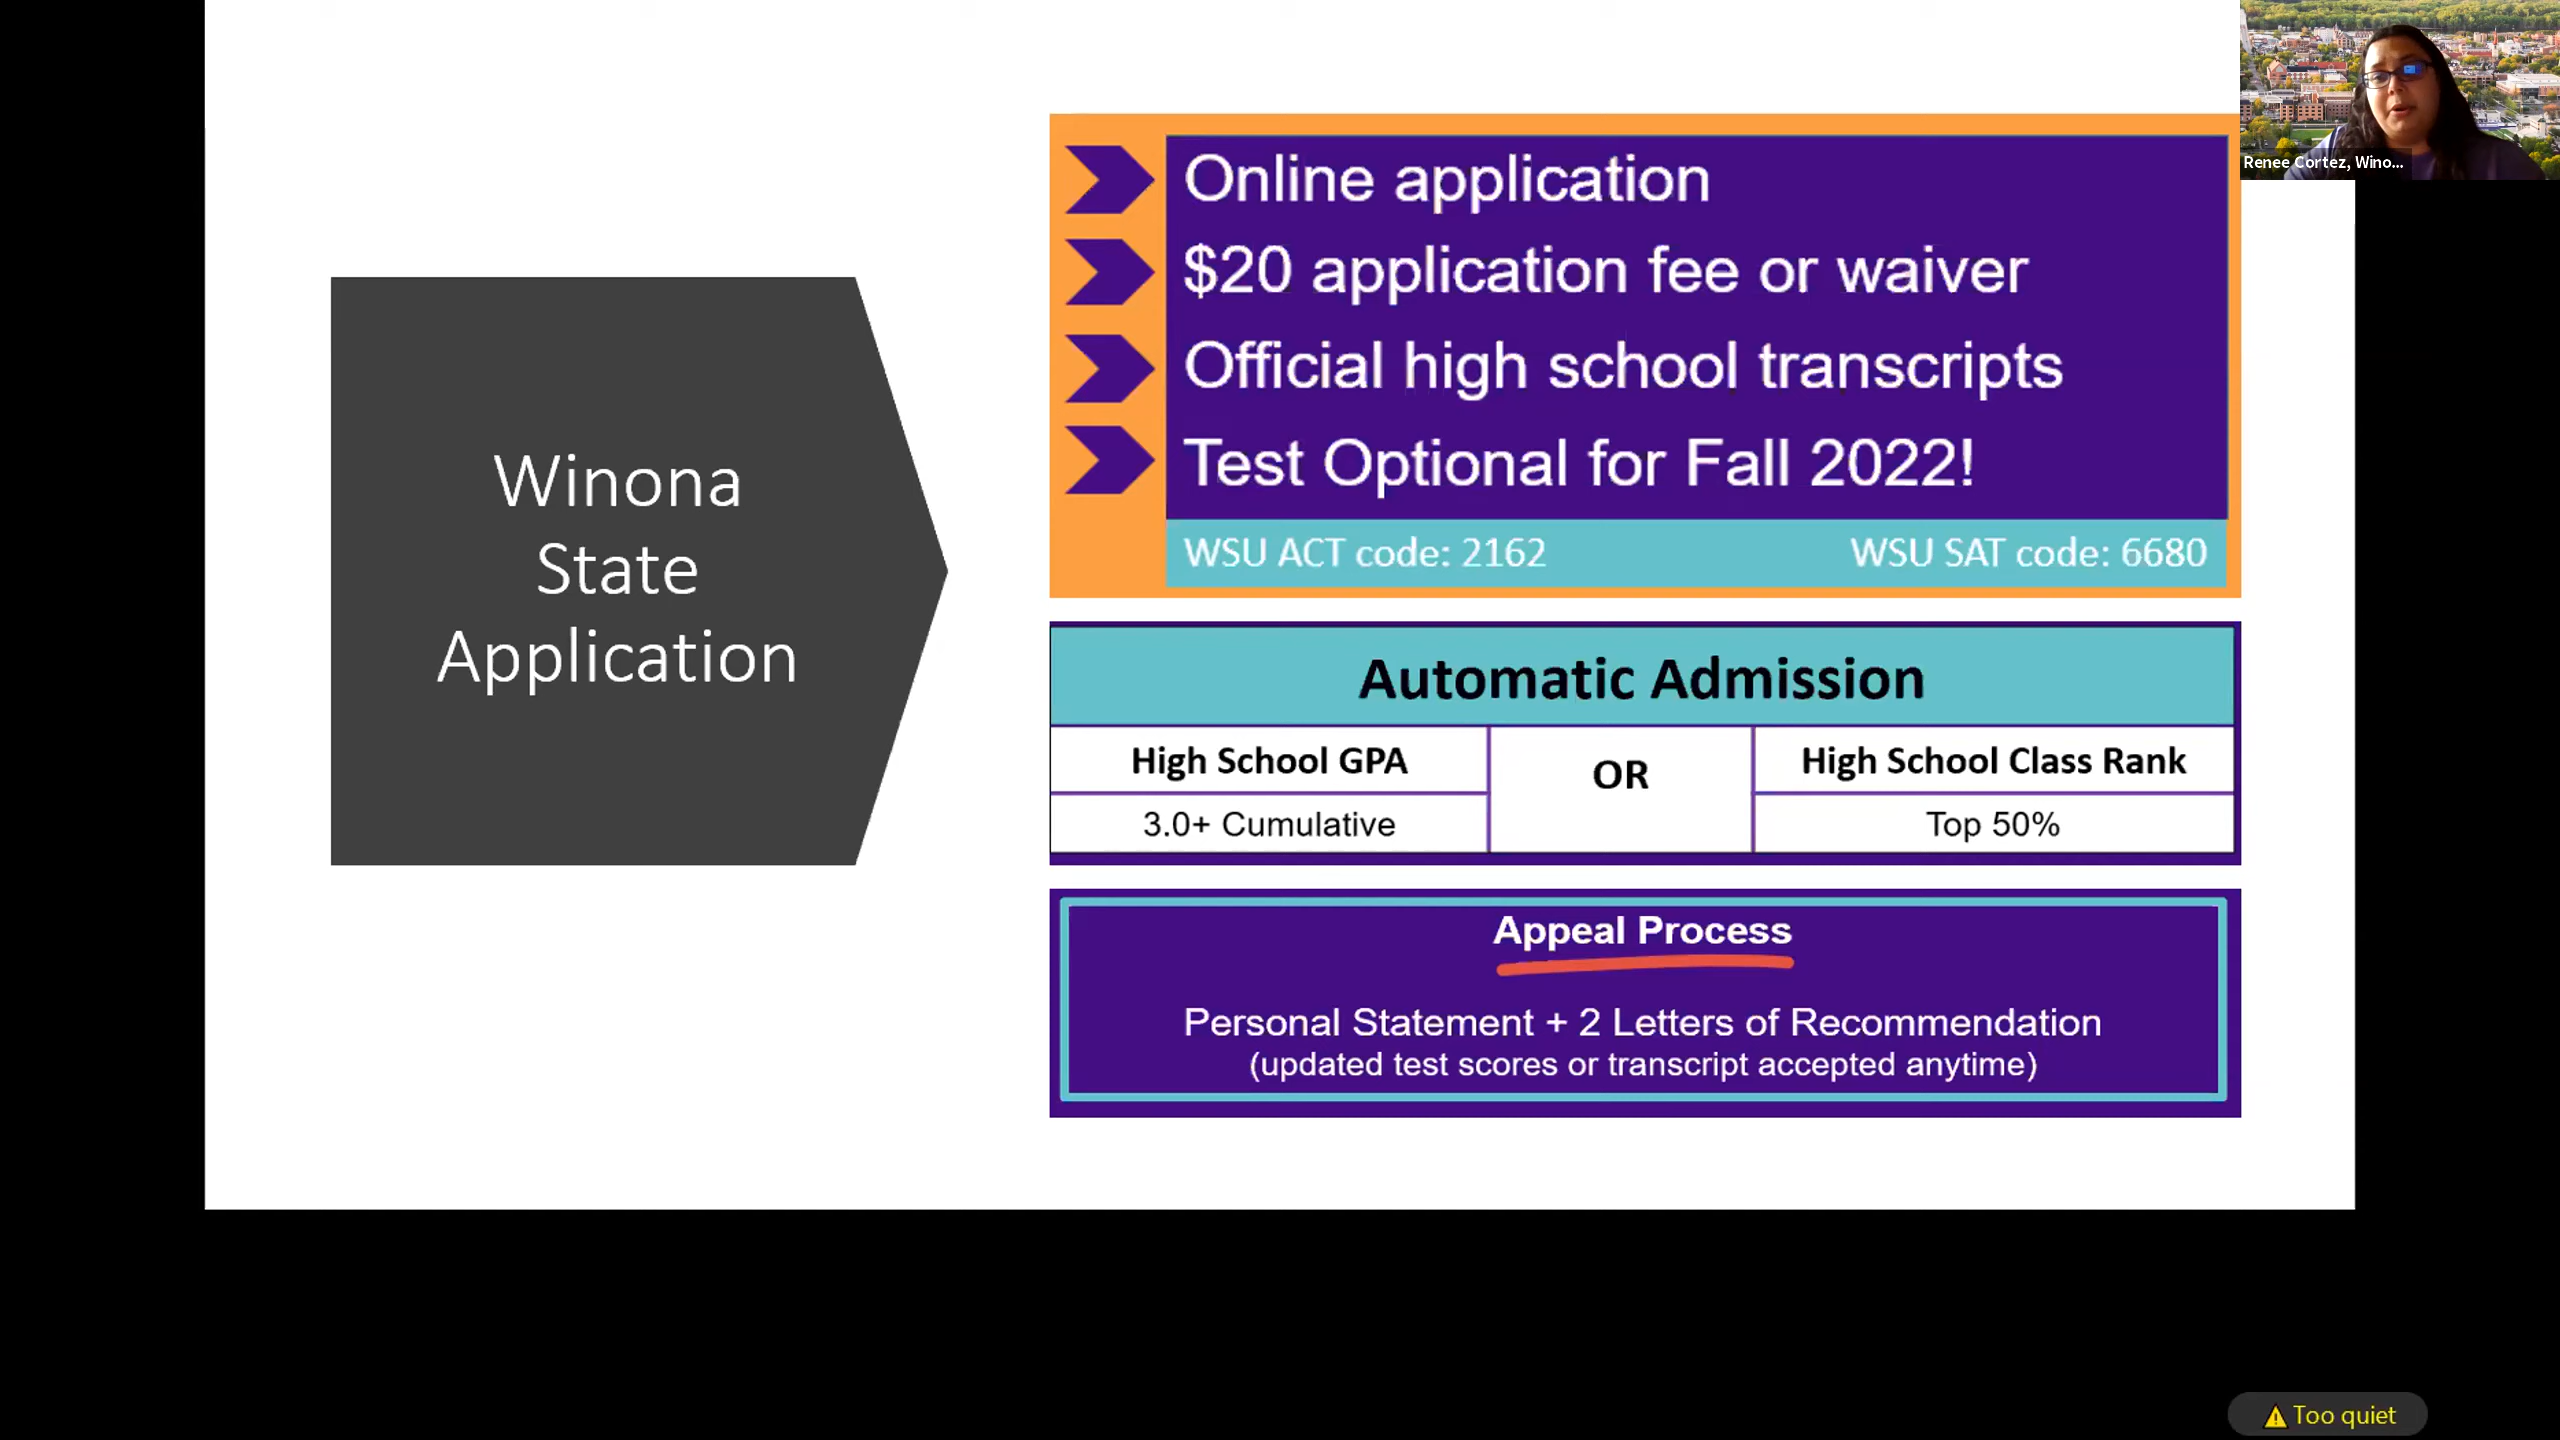 Winona
State
Application
Online application
$20 application fee or waiver
Official high school transcripts
Test Optional for Fall 2022!
WSU ACT code: 2162 WSU SAT code: 6680
Automatic Admission
High School GPA OR High School Class Rank
3.0+ Cumulative Top 50%
Appeal Process
Personal Statement + 2 Letters of Recommendation
(updated test scores or transcript accepted anytime)
Renee Cortez, Wino...
Too quiet